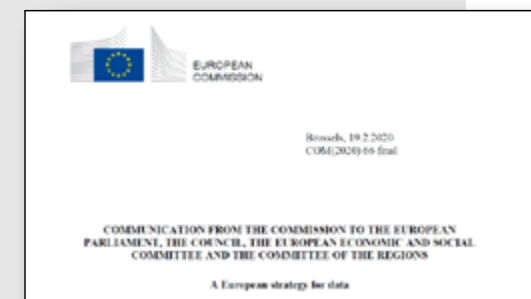 EUROPEAN
COMMISSION
Brussels, 19.2.2020
COM(2020) 66 final
COMMUNICATION FROM THE COMMISSION TO THE EUROPEAN
PARLIAMENT, THE COUNCIL, THE EUROPEAN ECONOMIC AND SOCIAL
COMMITTEE AND THE COMMITTEE OF THE REGIONS
A European strategy for data